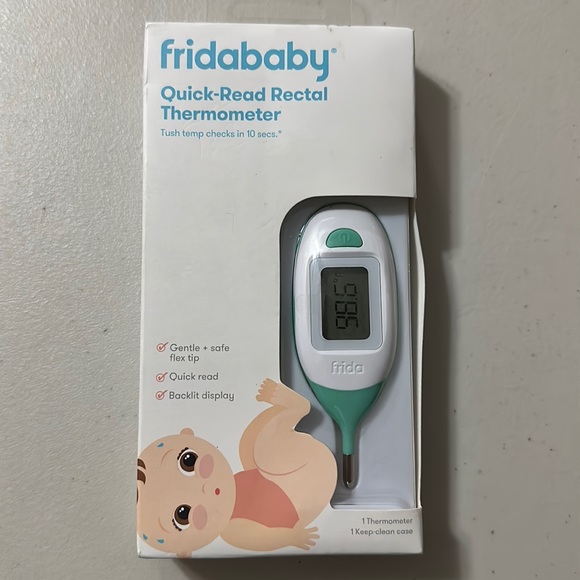 fridababy®
Quick-Read Rectal
Thermometer
Tush temp checks in 10 secs.*
98.6°F
frida
Gentle + safe
flex tip
Quick read
Backlit display
1 Thermometer
1 Keep-clean case